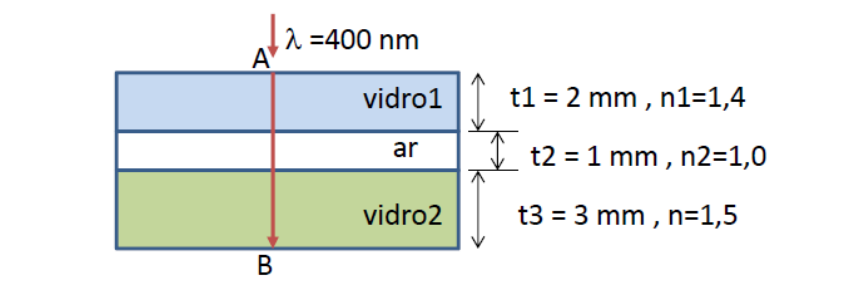 λ =400 nm
A
vidro1
t1 = 2 mm , n1=1,4
ar
t2 = 1 mm , n2=1,0
vidro2
t3 = 3 mm , n=1,5
B